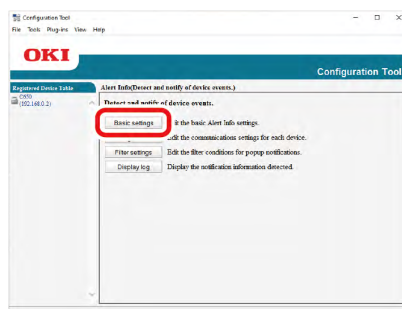 Configuration Tool
File Tools Plug-ins View Help
OKI
Configuration Tool
Registered Device Table
C650
(192.168.0.2)
Alert Info(Detect and notify of device events.)
Detect and notify of device events.
Basic settings
the basic Alert Info settings.
Edit the communications settings for each device.
Filter settings
Edit the filter conditions for popup notifications.
Display log
Display the notification information detected.